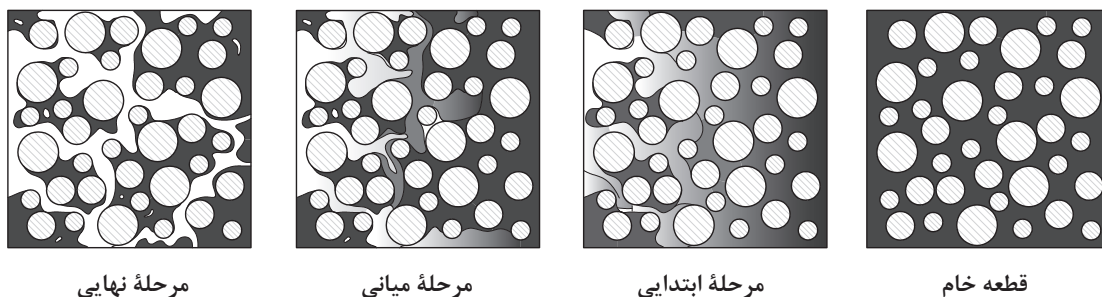 قطعه خام
مرحلهٔ ابتدایی
مرحلهٔ میانی
مرحلهٔ نهایی